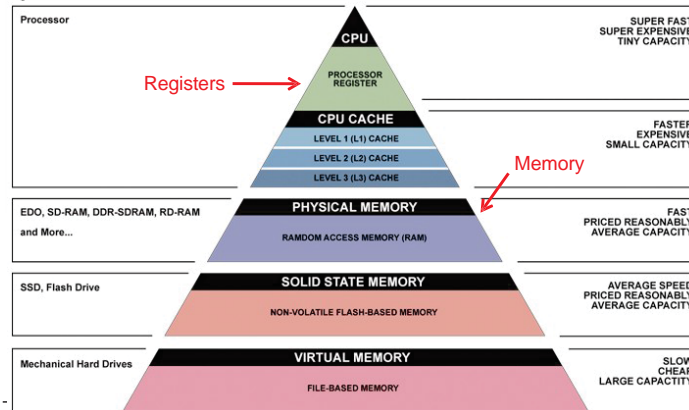 Processor
CPU
SUPER FAST
SUPER EXPENSIVE
TINY CAPACITY
Registers
PROCESSOR
REGISTER
CPU CACHE
LEVEL 1 (L1) CACHE
LEVEL 2 (L2) CACHE
LEVEL 3 (L3) CACHE
FASTER
EXPENSIVE
SMALL CAPACITY
Memory
EDO, SD-RAM, DDR-SDRAM, RD-RAM
and More...
PHYSICAL MEMORY
RAMDOM ACCESS MEMORY (RAM)
FAST
PRICED REASONABLY
AVERAGE CAPACITY
SSD, Flash Drive
SOLID STATE MEMORY
NON-VOLATILE FLASH-BASED MEMORY
AVERAGE SPEED
PRICED REASONABLY
AVERAGE CAPACITY
Mechanical Hard Drives
VIRTUAL MEMORY
FILE-BASED MEMORY
SLOW
CHEAP
LARGE CAPACTITY